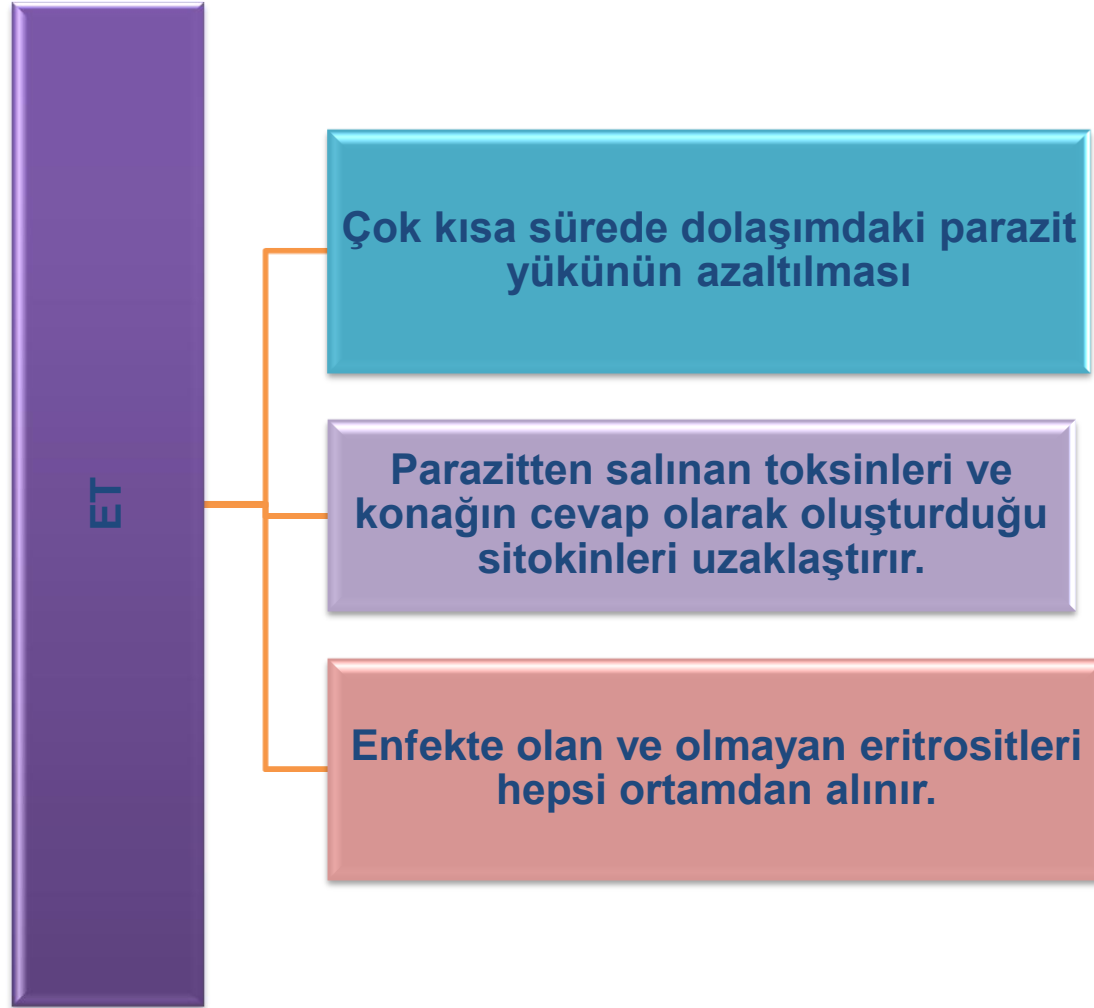 ET
Çok kısa sürede dolaşımdaki parazit
yükünün azaltılması
Parazitten salınan toksinleri ve
konağın cevap olarak oluşturduğu
sitokinleri uzaklaştırır.
Enfekte olan ve olmayan eritrositleri
hepsi ortamdan alınır.